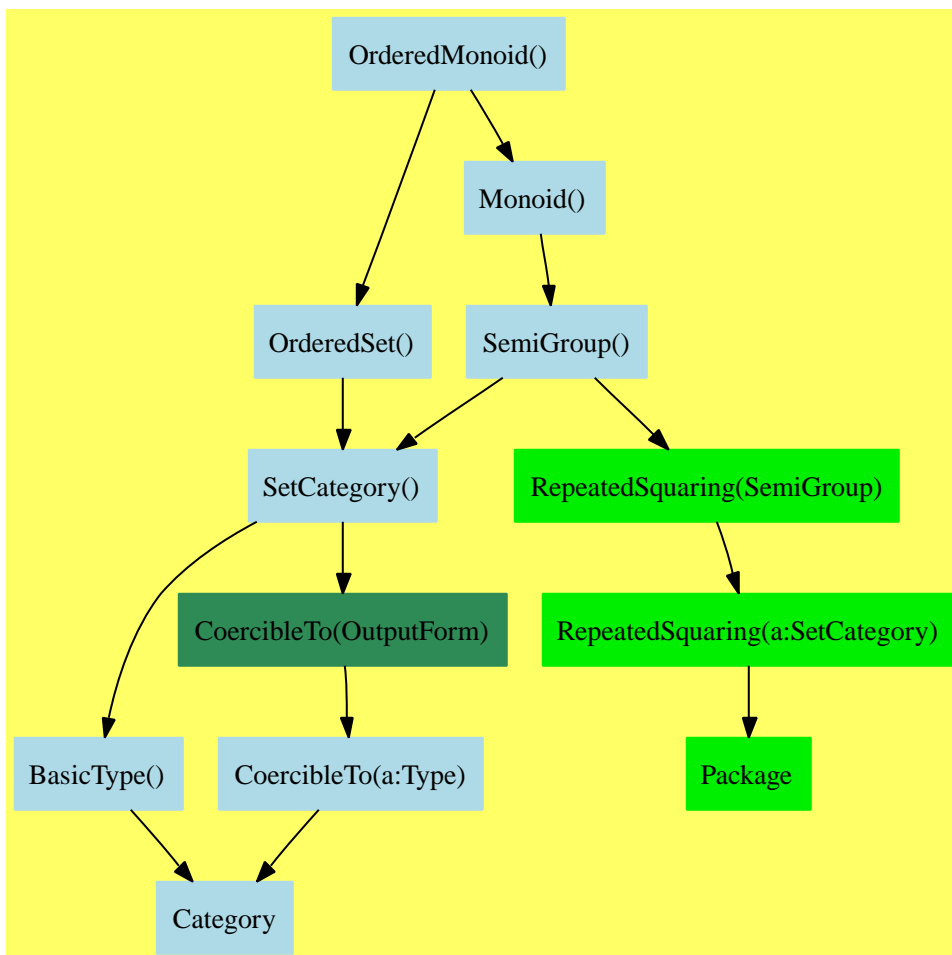 OrderedMonoid()
Monoid()
OrderedSet()
SemiGroup()
SetCategory()
RepeatedSquaring(SemiGroup)
CoercibleTo(OutputForm)
RepeatedSquaring(a:SetCategory)
BasicType()
CoercibleTo(a:Type)
Package
Category